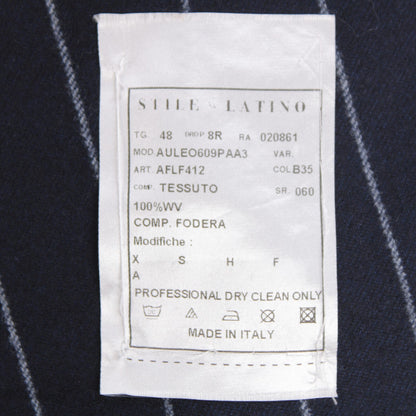 STILE LATINO
TG. 48 DROP 8R RA 020861
MOD. AULEO609PAA3 VAR.
ART. AFLF412 COL B35
COMP. TESSUTO SR. 060
100%WV
COMP. FODERA
Modifiche :
X S H F
A
PROFESSIONAL DRY CLEAN ONLY
MADE IN ITALY